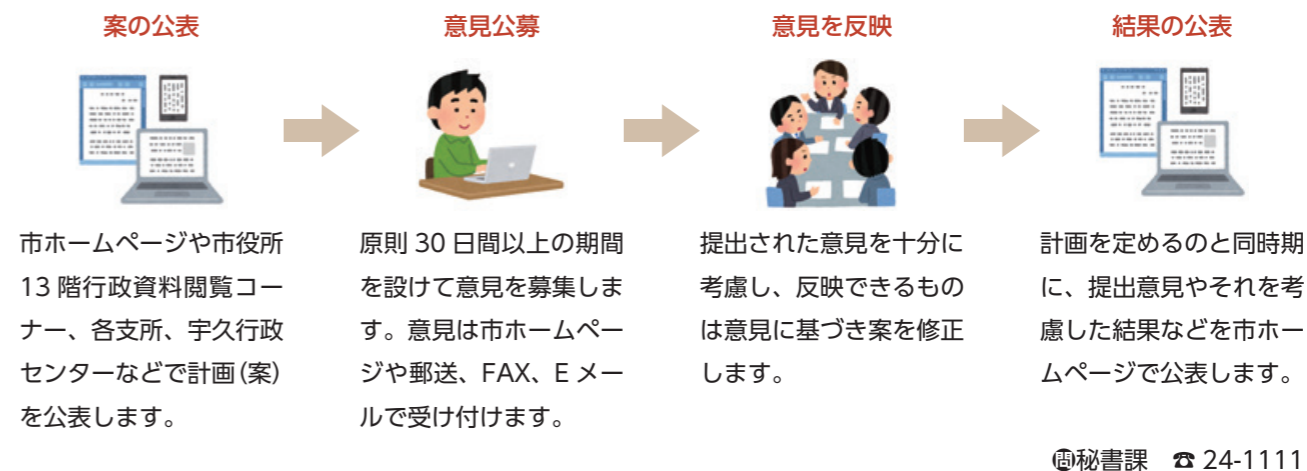 案の公表
市ホームページや市役所
13 階行政資料閲覧コー
ナー、各支所、宇久行政
センターなどで計画(案)
を公表します。
意見公募
原則 30 日間以上の期間
を設けて意見を募集しま
す。意見は市ホームペー
ジや郵送、FAX、E メー
ルで受け付けます。
意見を反映
提出された意見を十分に
考慮し、反映できるもの
は意見に基づき案を修正
します。
結果の公表
計画を定めるのと同時期
に、提出意見やそれを考
慮した結果などを市ホー
ムページで公表します。
問秘書課 ☎ 24-1111